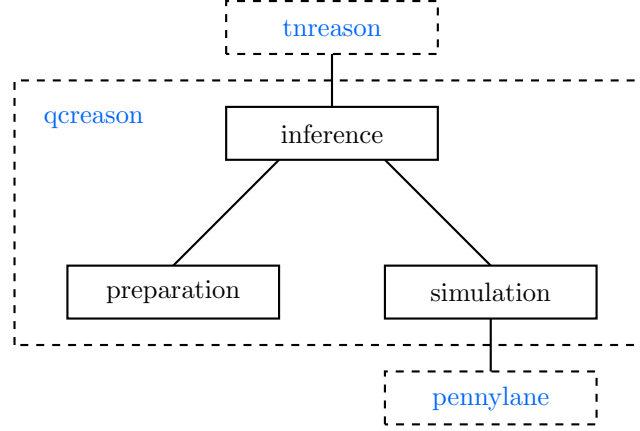 tnreason
qcreason
inference
preparation
simulation
pennylane